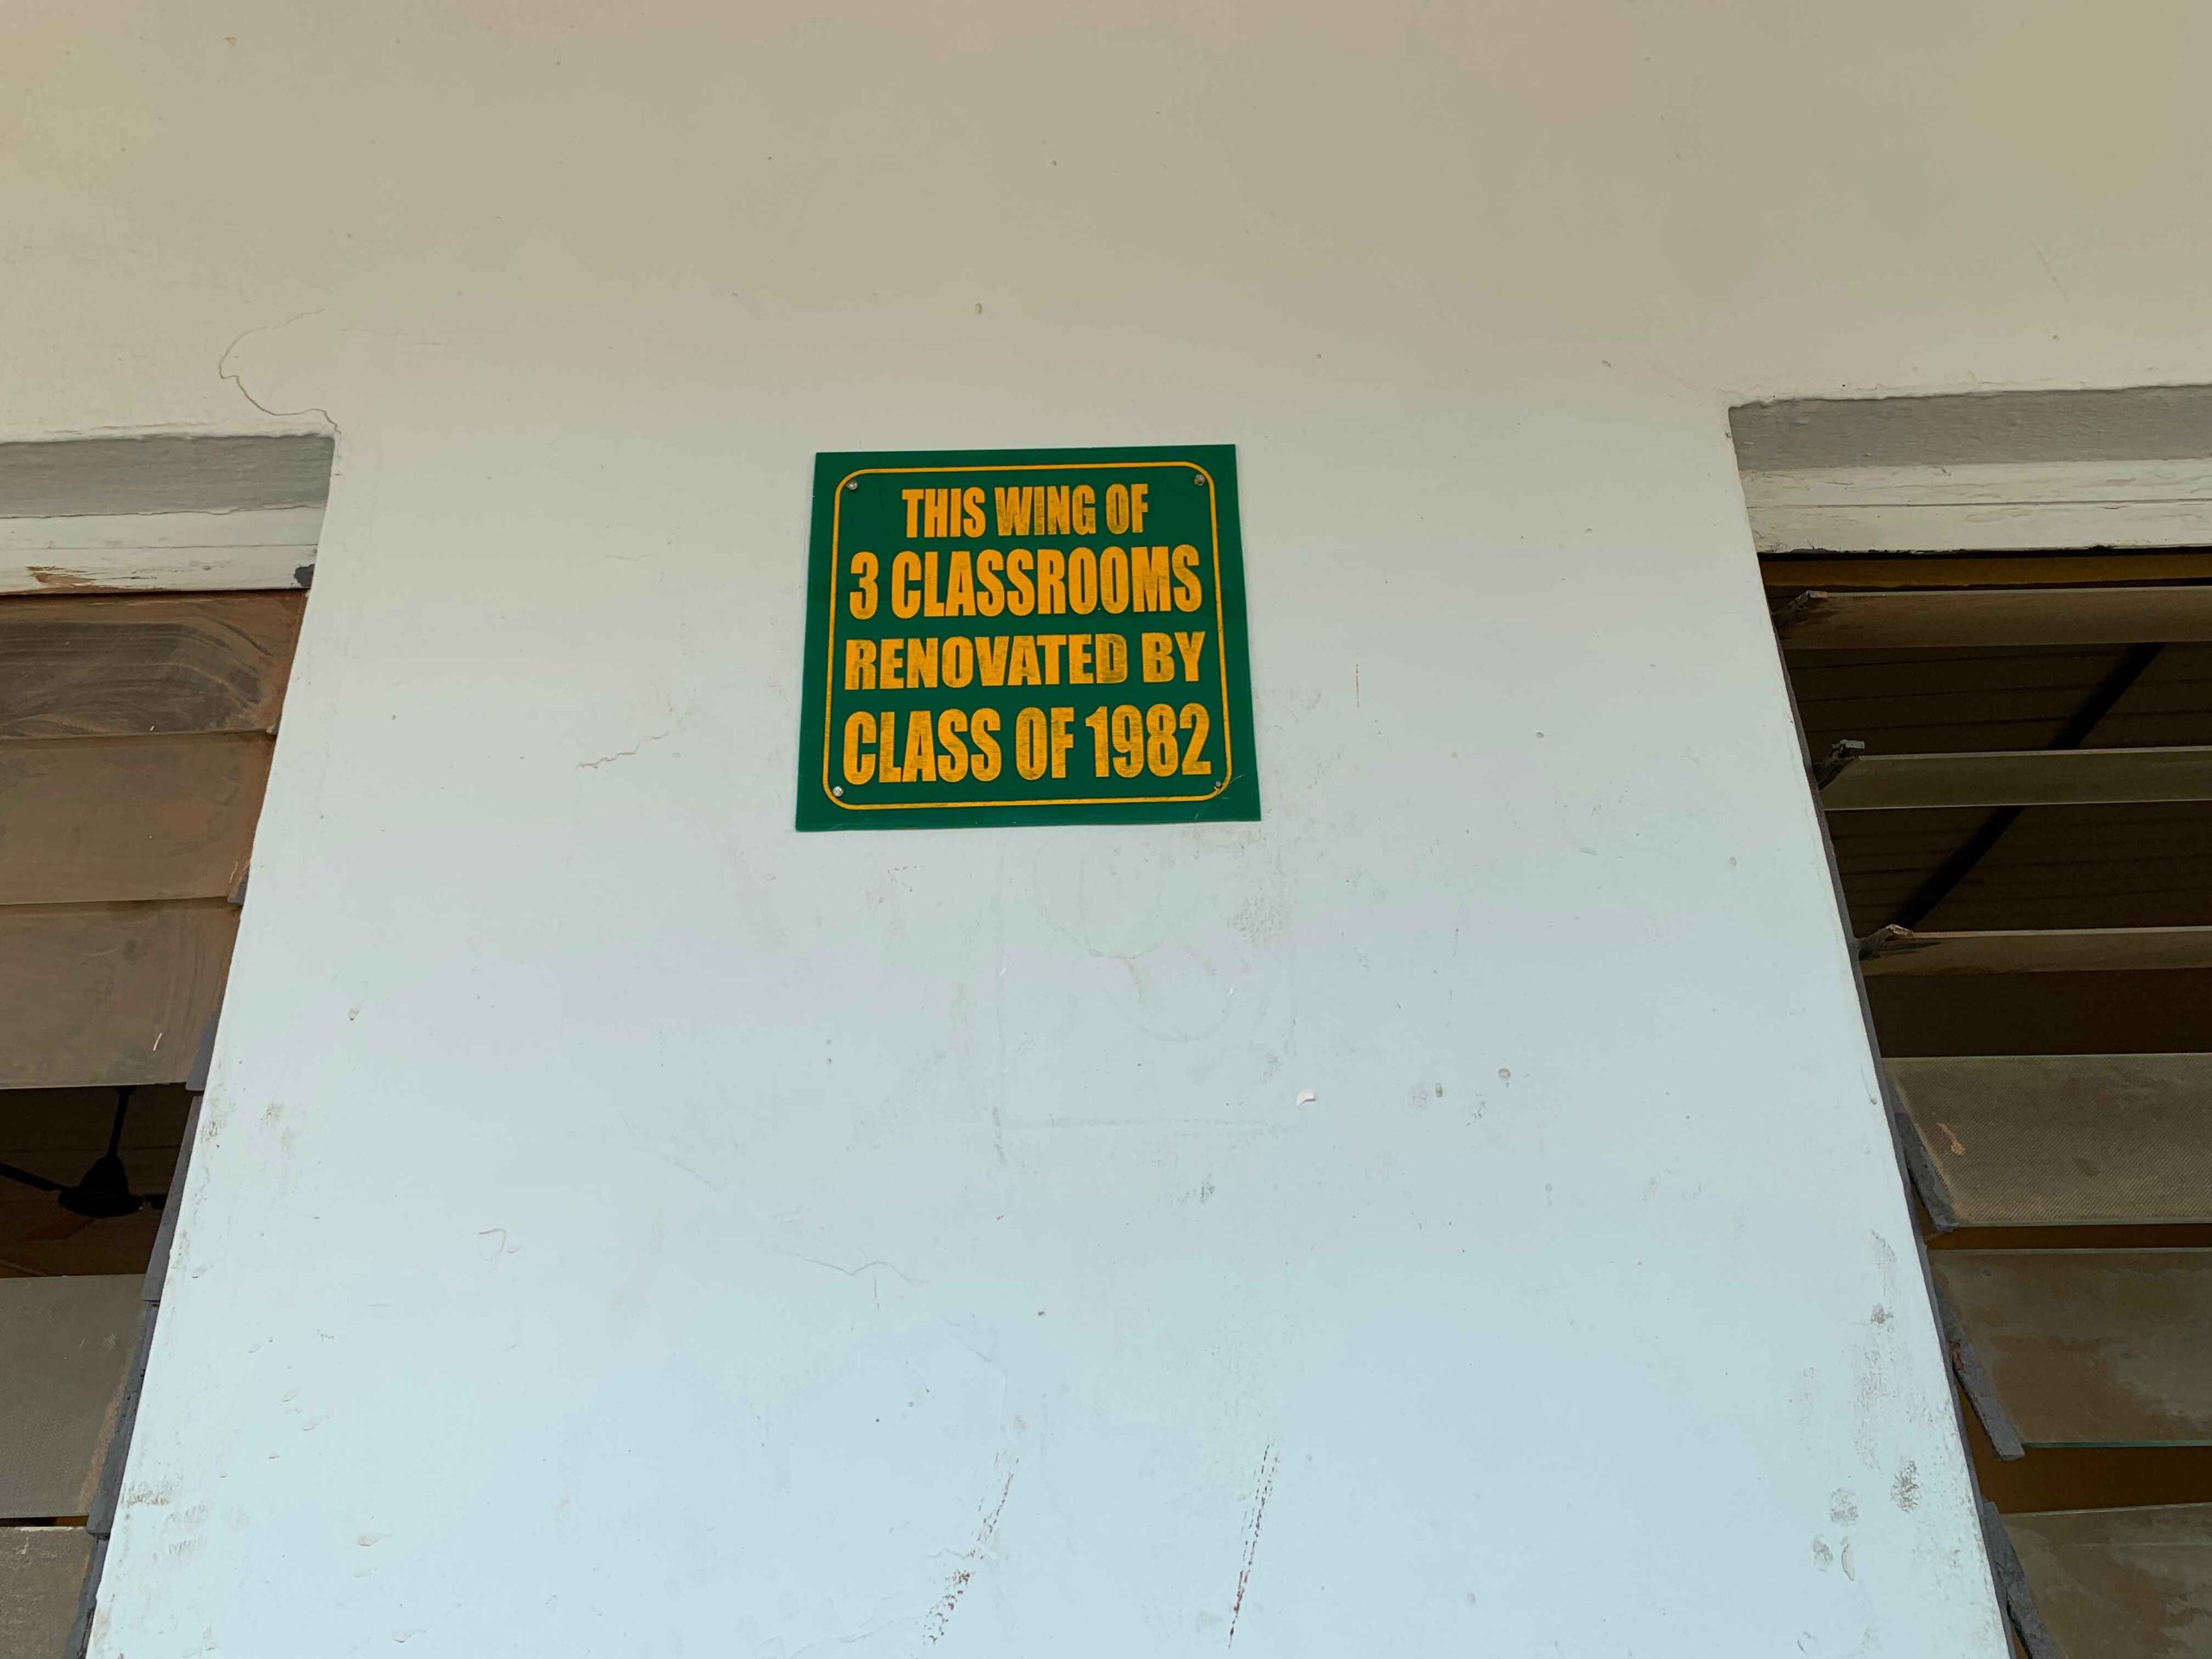 THIS WING OF
3 CLASSROOMS
RENOVATED BY
CLASS OF 1982